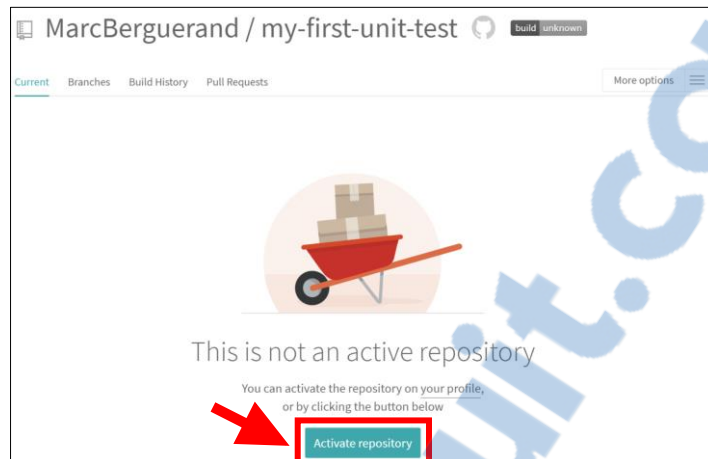 MarcBerguerand / my-first-unit-test build unknown
Current Branches Build History Pull Requests More options
This is not an active repository
You can activate the repository on your profile,
or by clicking the button below
Activate repository